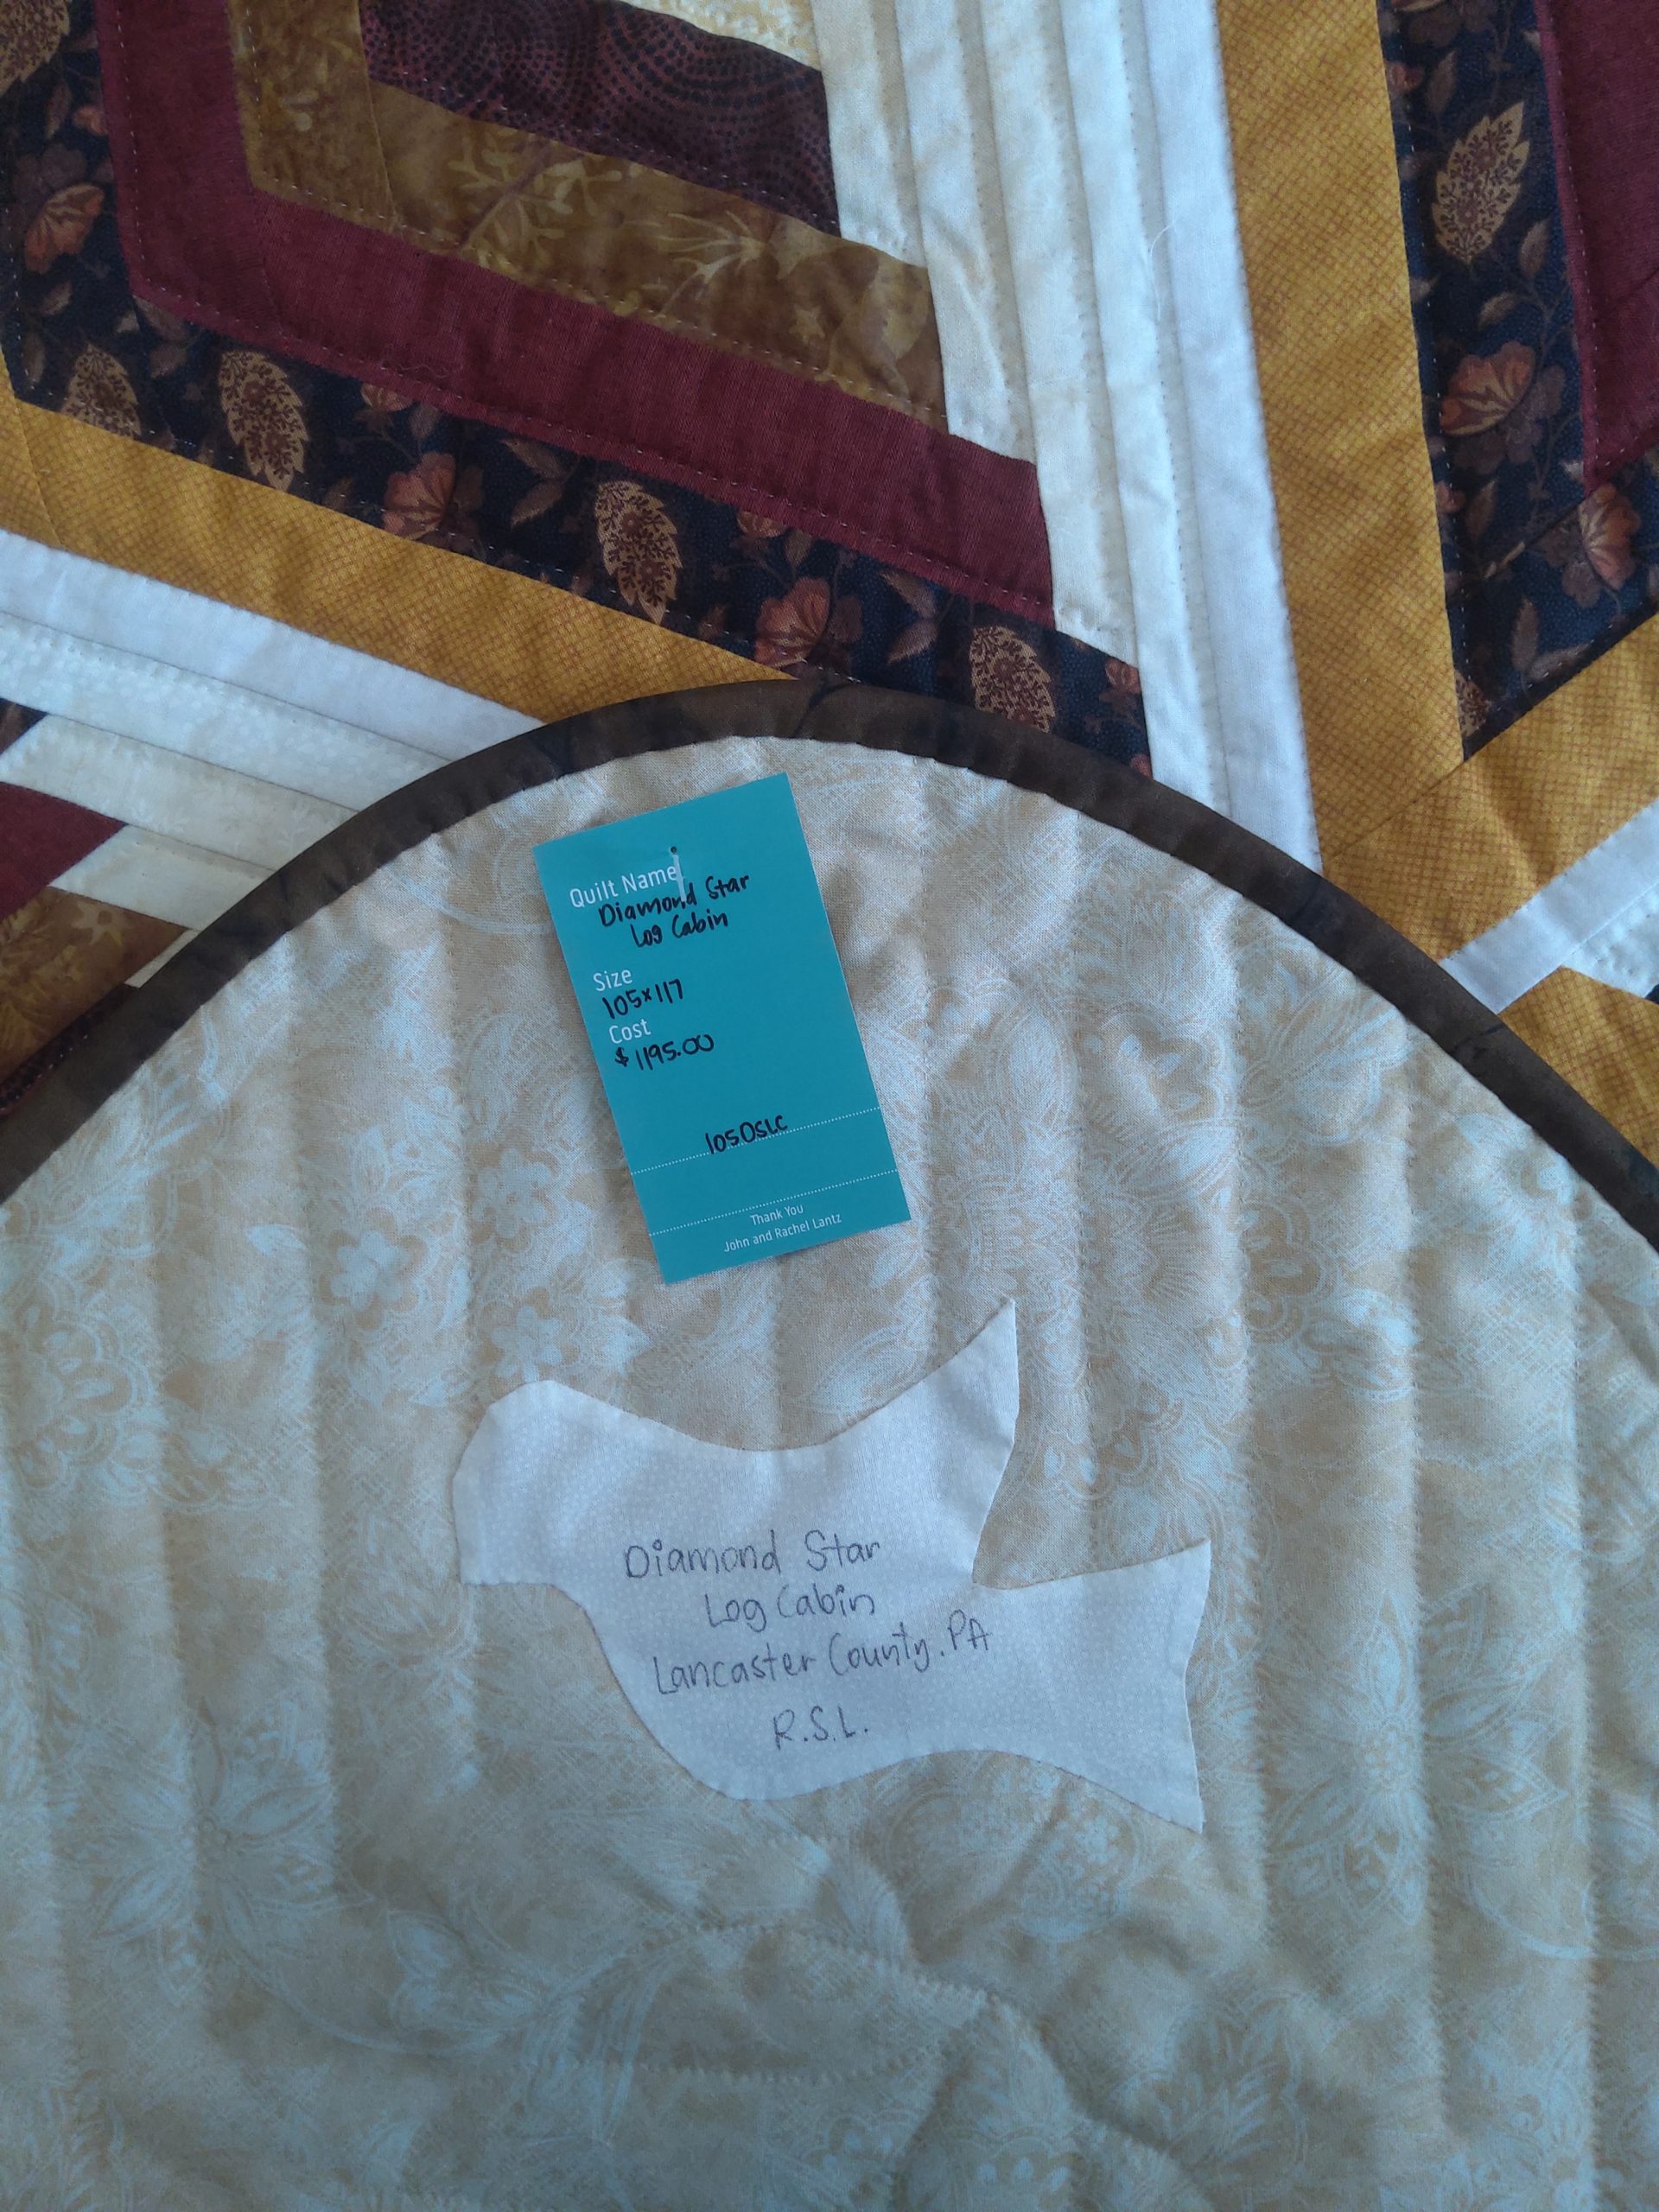 Quilt Name
Diamond Star
Log Cabin
Size
105x117
Cost
$1195.00
105DSLC
Thank You
John and Rachel Lantz
Diamond Star
Log Cabin
Lancaster County. PA
R.S.L.